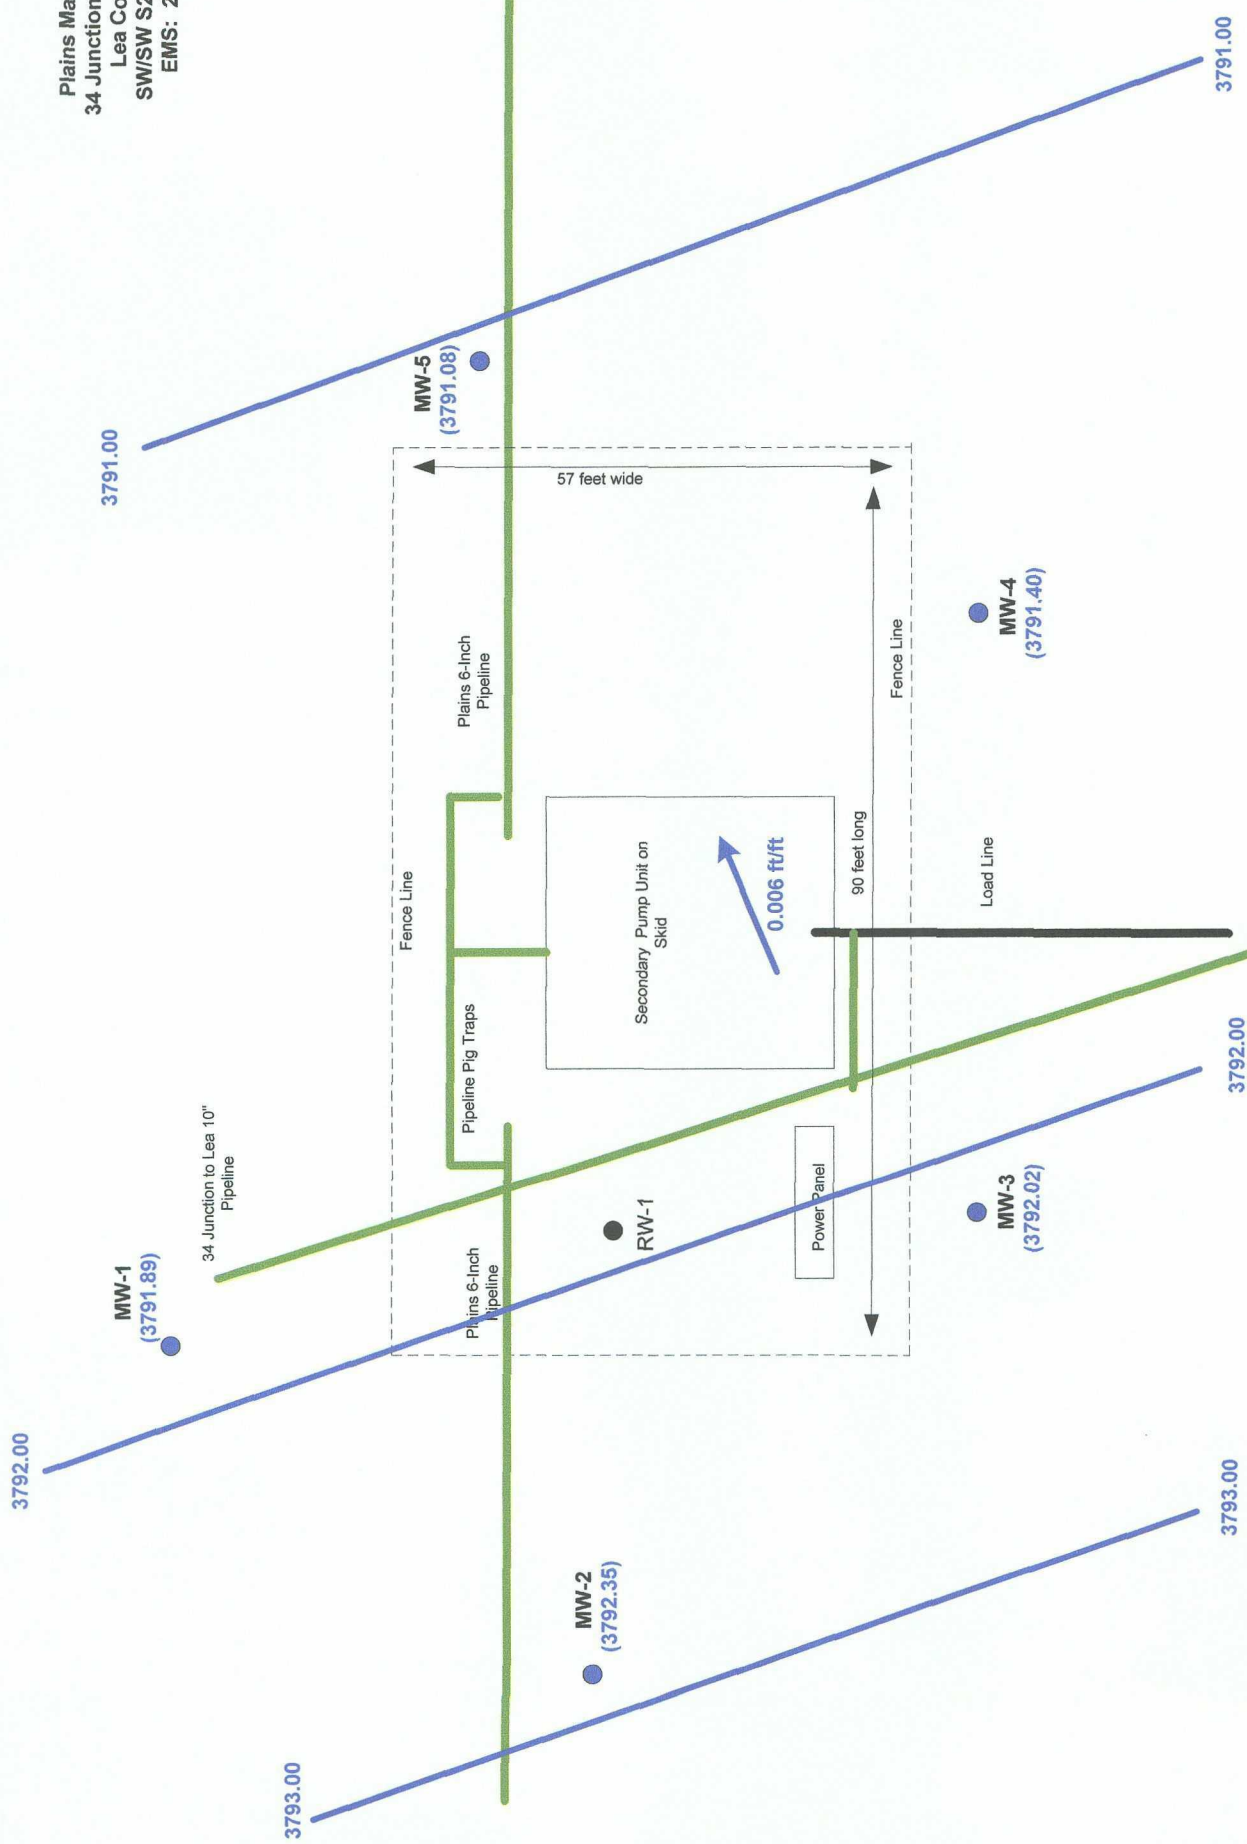 Plains Ma
34 Junction
Lea Co
SW/SW S2
EMS: 2
3791.00
3791.00
MW-5
(3791.08)
57 feet wide
MW-4
(3791.40)
Plains 6-Inch
Pipeline
Fence Line
Fence Line
Secondary Pump Unit on
Skid
0.006 ft/ft
90 feet long
Load Line
Pipeline Pig Traps
34 Junction to Lea 10"
Pipeline
MW-1
(3791.89)
Plains 6-Inch
Pipeline
RW-1
Power Panel
MW-3
(3792.02)
3792.00
3792.00
MW-2
(3792.35)
3793.00
3793.00